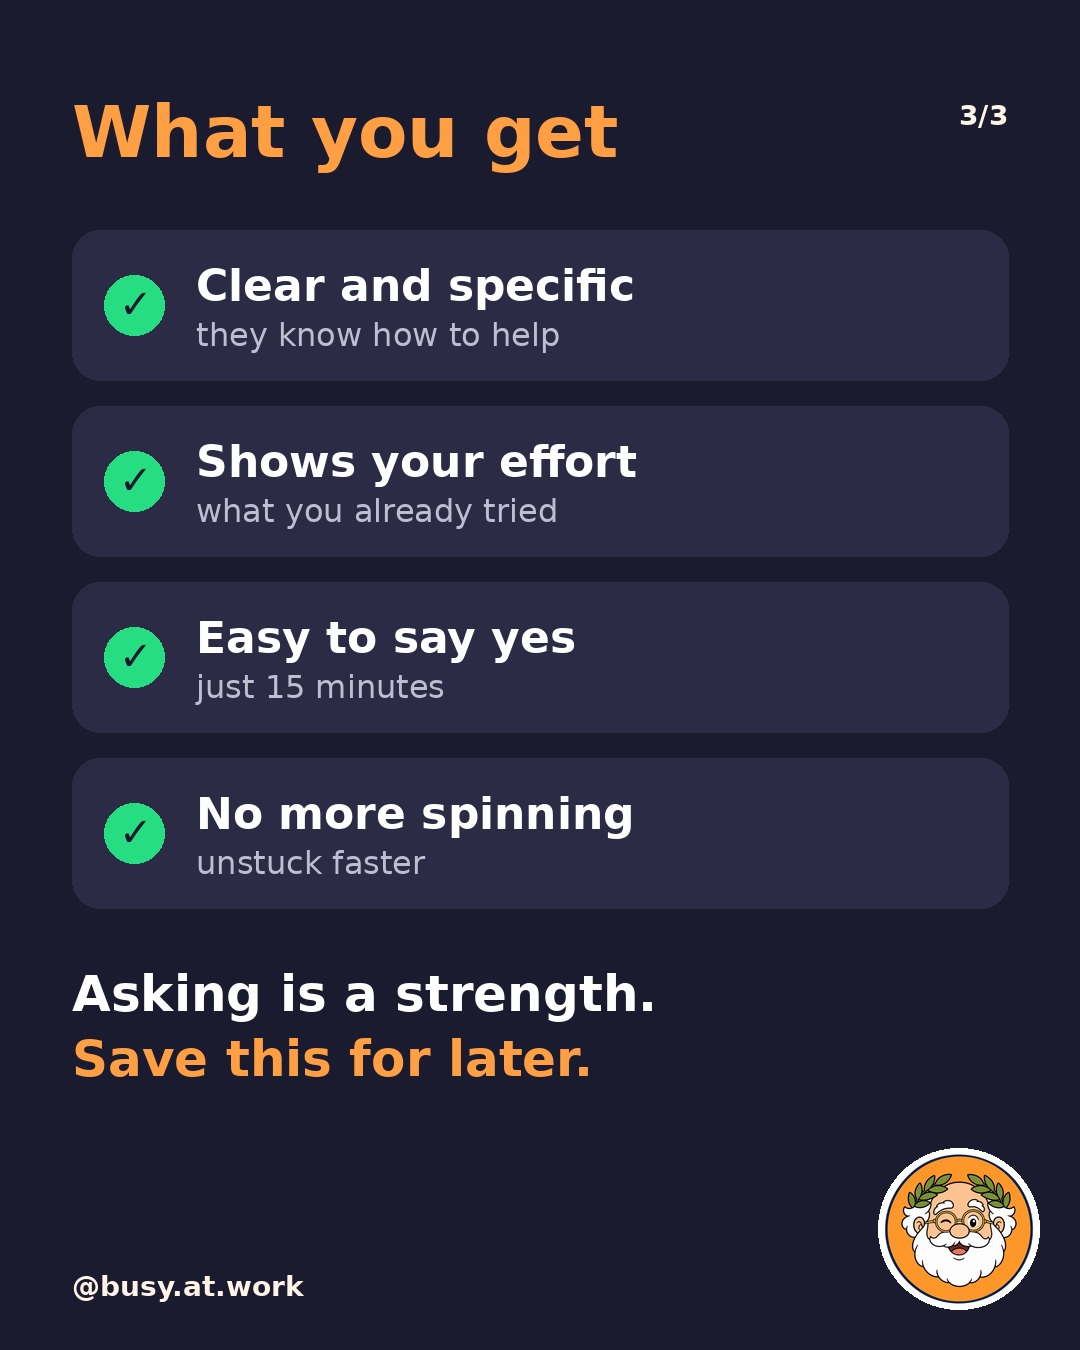 What you get
3/3
✓
Clear and specific
they know how to help
✓
Shows your effort
what you already tried
✓
Easy to say yes
just 15 minutes
✓
No more spinning
unstuck faster
Asking is a strength.
Save this for later.
@busy.at.work